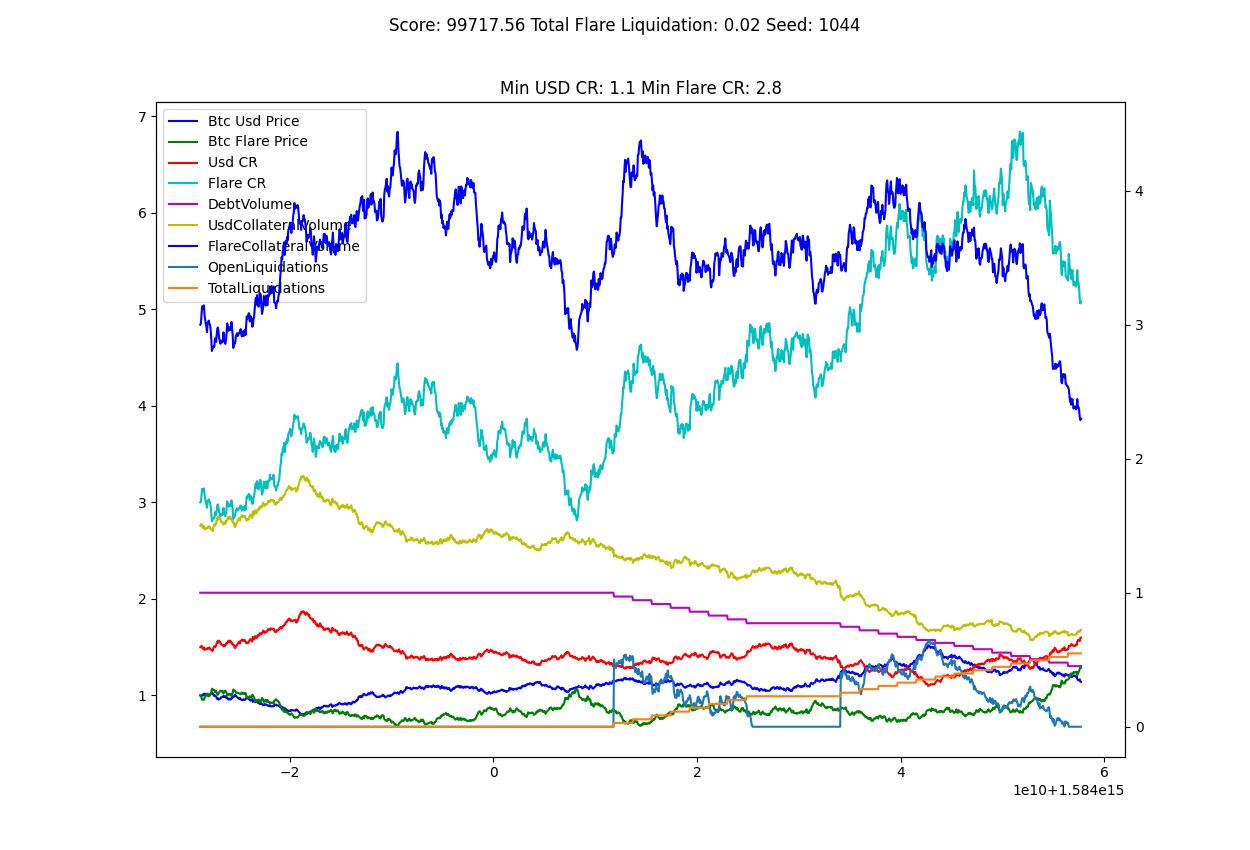 Score: 99717.56 Total Flare Liquidation: 0.02 Seed: 1044
Min USD CR: 1.1 Min Flare CR: 2.8
Btc Usd Price
Btc Flare Price
Usd CR
Flare CR
DebtVolume
UsdCollateralVolume
FlareCollateralVolume
OpenLiquidations
TotalLiquidations
7
6
5
4
3
2
1
4
3
2
1
0
−2
0
2
4
6
1e10+1.584e15